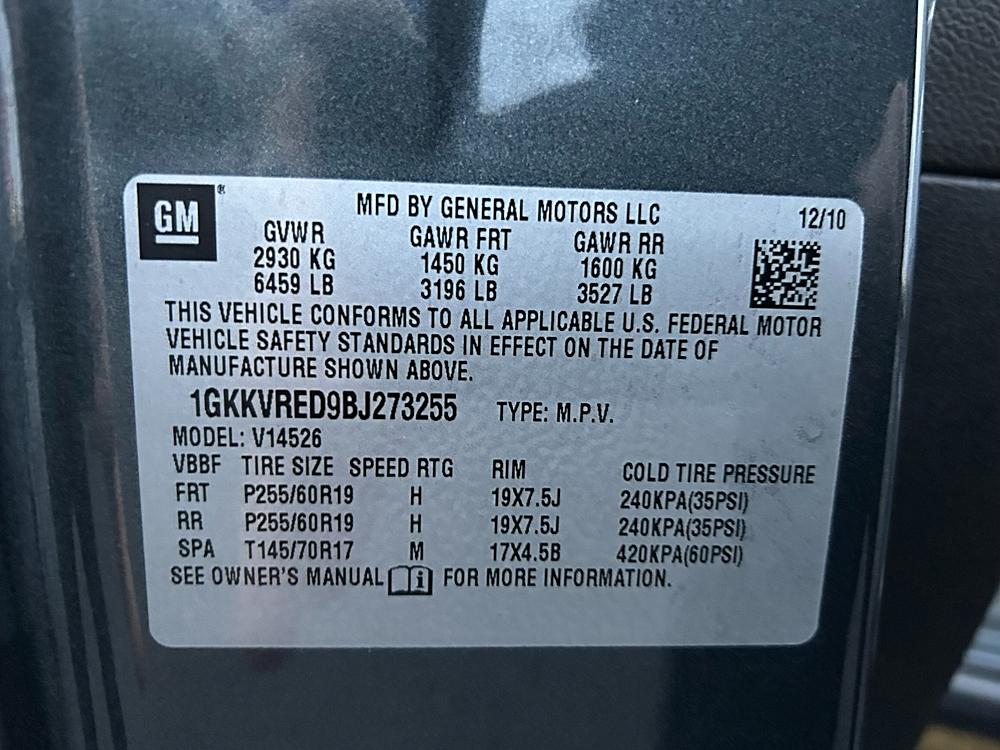 GM ®
MFD BY GENERAL MOTORS LLC 12/10
GVWR GAWR FRT GAWR RR
2930 KG 1450 KG 1600 KG
6459 LB 3196 LB 3527 LB
THIS VEHICLE CONFORMS TO ALL APPLICABLE U.S. FEDERAL MOTOR
VEHICLE SAFETY STANDARDS IN EFFECT ON THE DATE OF
MANUFACTURE SHOWN ABOVE.
1GKKVRED9BJ273255 TYPE: M.P.V.
MODEL: V14526
VBBF TIRE SIZE SPEED RTG RIM COLD TIRE PRESSURE
FRT P255/60R19 H 19X7.5J 240KPA(35PSI)
RR P255/60R19 H 19X7.5J 240KPA(35PSI)
SPA T145/70R17 M 17X4.5B 420KPA(60PSI)
SEE OWNER'S MANUAL i FOR MORE INFORMATION.